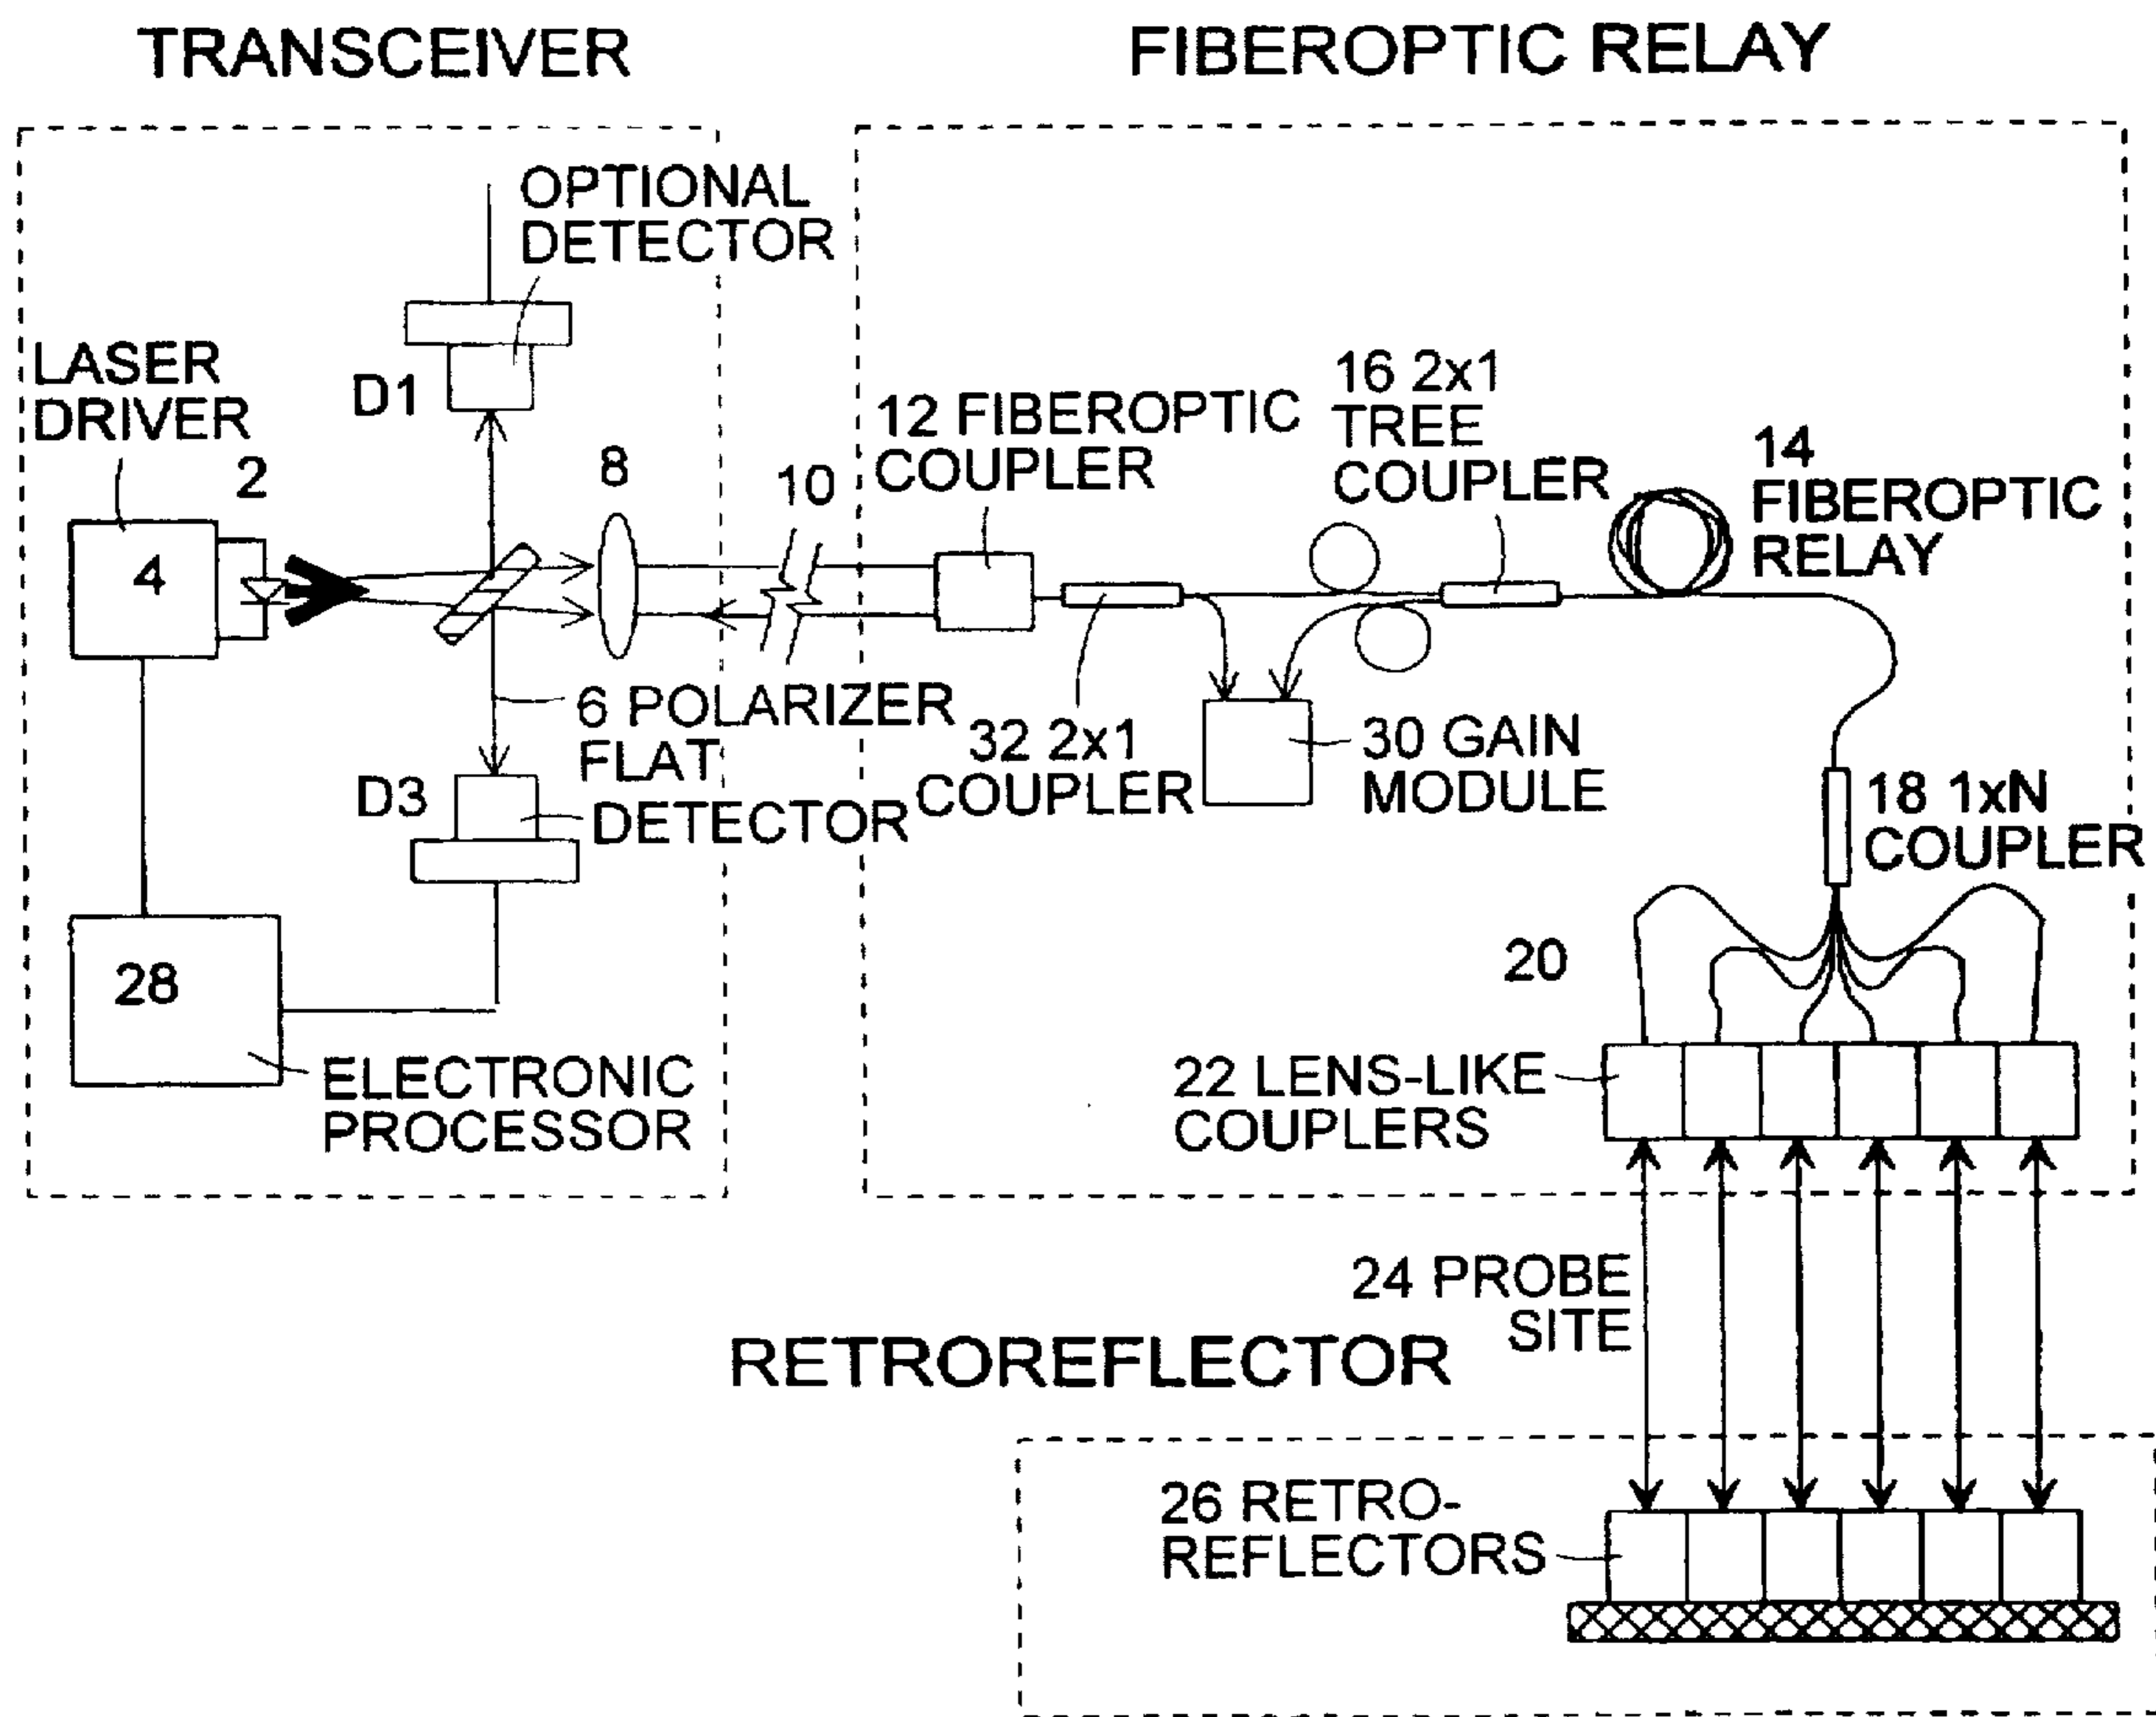 TRANSCEIVER
FIBEROPTIC RELAY
OPTIONAL
DETECTOR
LASER
DRIVER
D1
2
4
8
10
12 FIBEROPTIC
COUPLER
16 2x1
TREE
COUPLER
14
FIBEROPTIC
RELAY
6 POLARIZER
FLAT
D3
DETECTOR
32 2x1
COUPLER
30 GAIN
MODULE
18 1xN
COUPLER
20
28
ELECTRONIC
PROCESSOR
22 LENS-LIKE
COUPLERS
24 PROBE
SITE
RETROREFLECTOR
26 RETRO-
REFLECTORS